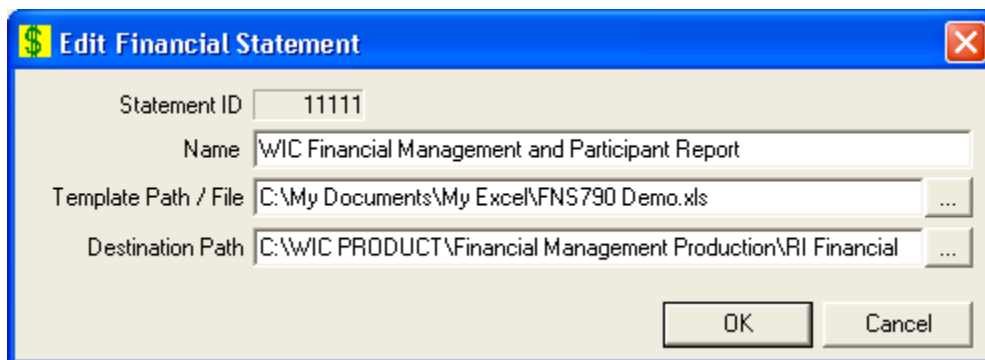 $ Edit Financial Statement
Statement ID 11111
Name WIC Financial Management and Participant Report
Template Path / File C:\My Documents\My Excel\FNS790 Demo.xls ...
Destination Path C:\WIC PRODUCT\Financial Management Production\RI Financial ...
OK Cancel